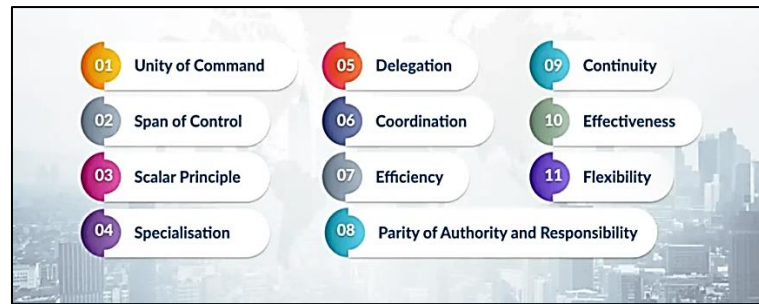 01 Unity of Command
02 Span of Control
03 Scalar Principle
04 Specialisation
05 Delegation
06 Coordination
07 Efficiency
08 Parity of Authority and Responsibility
09 Continuity
10 Effectiveness
11 Flexibility